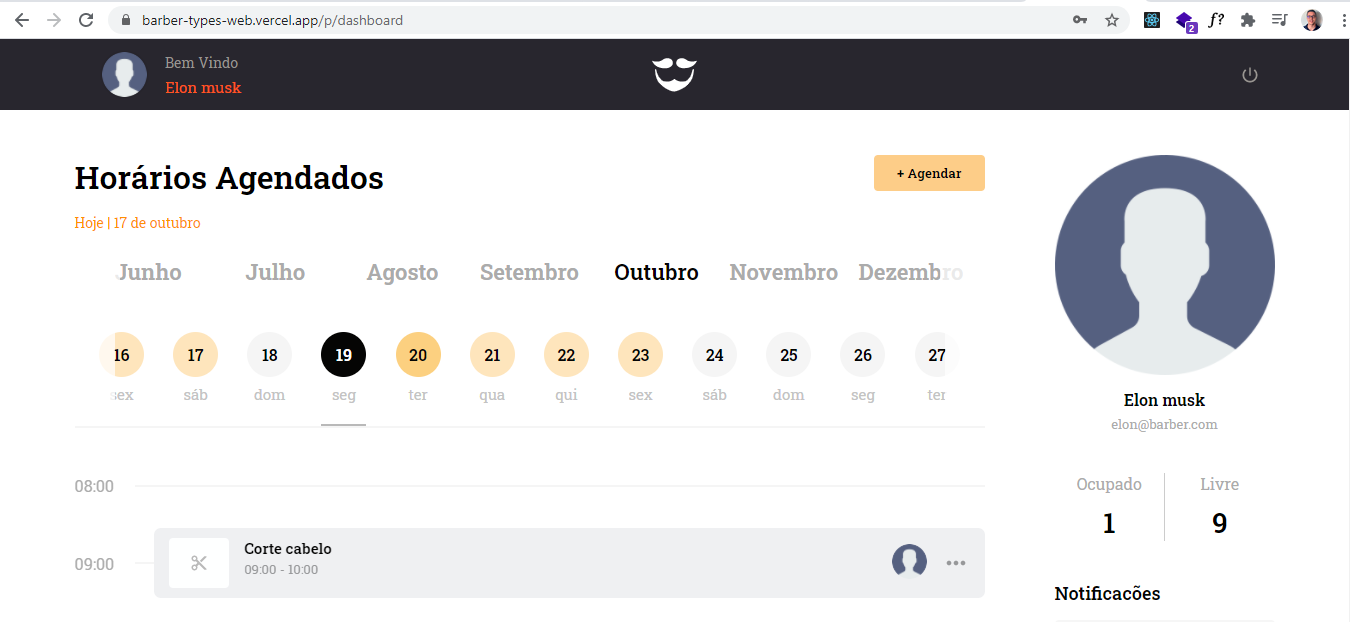 barber-types-web.vercel.app/p/dashboard
f?
2
Bem Vindo
Elon musk
Horários Agendados
+ Agendar
Hoje | 17 de outubro
Junho Julho Agosto Setembro Outubro Novembro Dezembro
16 17 18 19 20 21 22 23 24 25 26 27
sex sáb dom seg ter qua qui sex sáb dom seg ter
08:00
09:00
Corte cabelo
09:00 - 10:00
Elon musk
elon@barber.com
Ocupado Livre
1 9
Notificacões